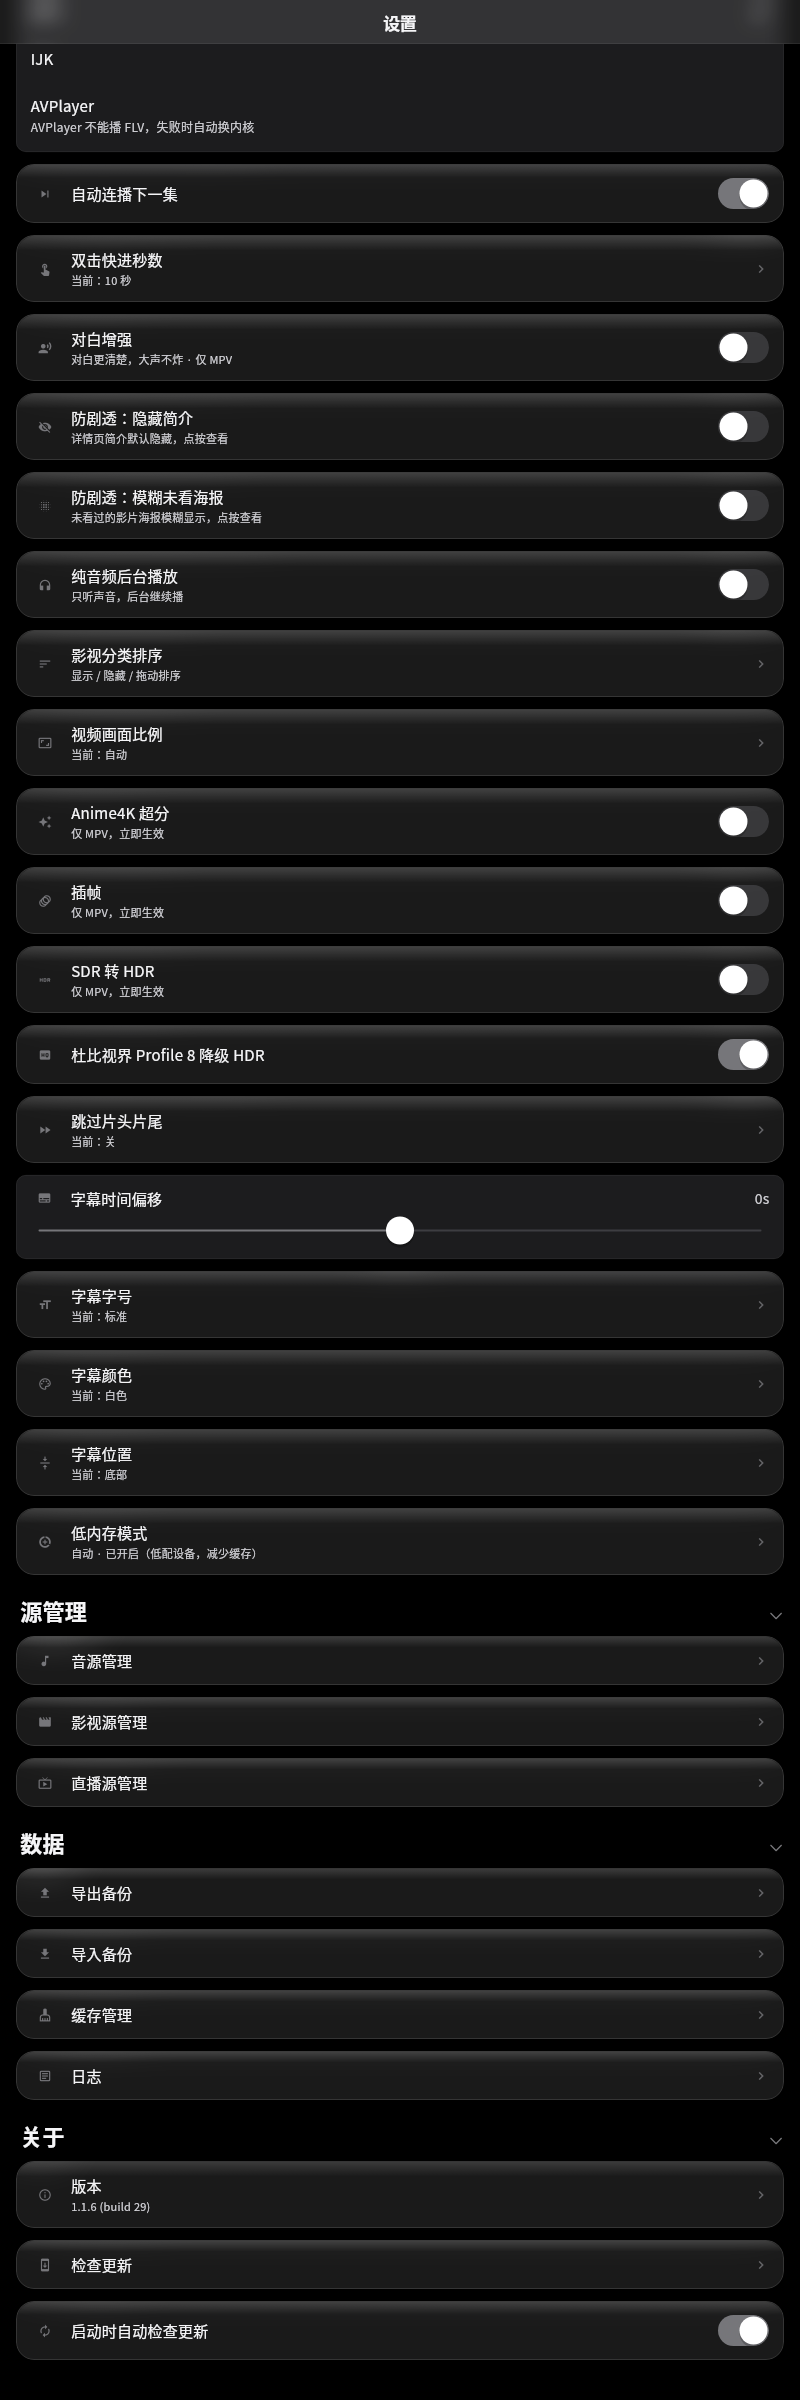 设置
IJK
AVPlayer
AVPlayer 不能播 FLV，失败时自动换内核
自动连播下一集
双击快进秒数
当前：10 秒
对白增强
对白更清楚，大声不炸 · 仅 MPV
防剧透：隐藏简介
详情页简介默认隐藏，点按查看
防剧透：模糊未看海报
未看过的影片海报模糊显示，点按查看
纯音频后台播放
只听声音，后台继续播
影视分类排序
显示 / 隐藏 / 拖动排序
视频画面比例
当前：自动
Anime4K 超分
仅 MPV，立即生效
插帧
仅 MPV，立即生效
SDR 转 HDR
仅 MPV，立即生效
杜比视界 Profile 8 降级 HDR
跳过片头片尾
当前：关
字幕时间偏移
0s
字幕字号
当前：标准
字幕颜色
当前：白色
字幕位置
当前：底部
低内存模式
自动 · 已开启（低配设备，减少缓存）
源管理
音源管理
影视源管理
直播源管理
数据
导出备份
导入备份
缓存管理
日志
关于
版本
1.1.6 (build 29)
检查更新
启动时自动检查更新